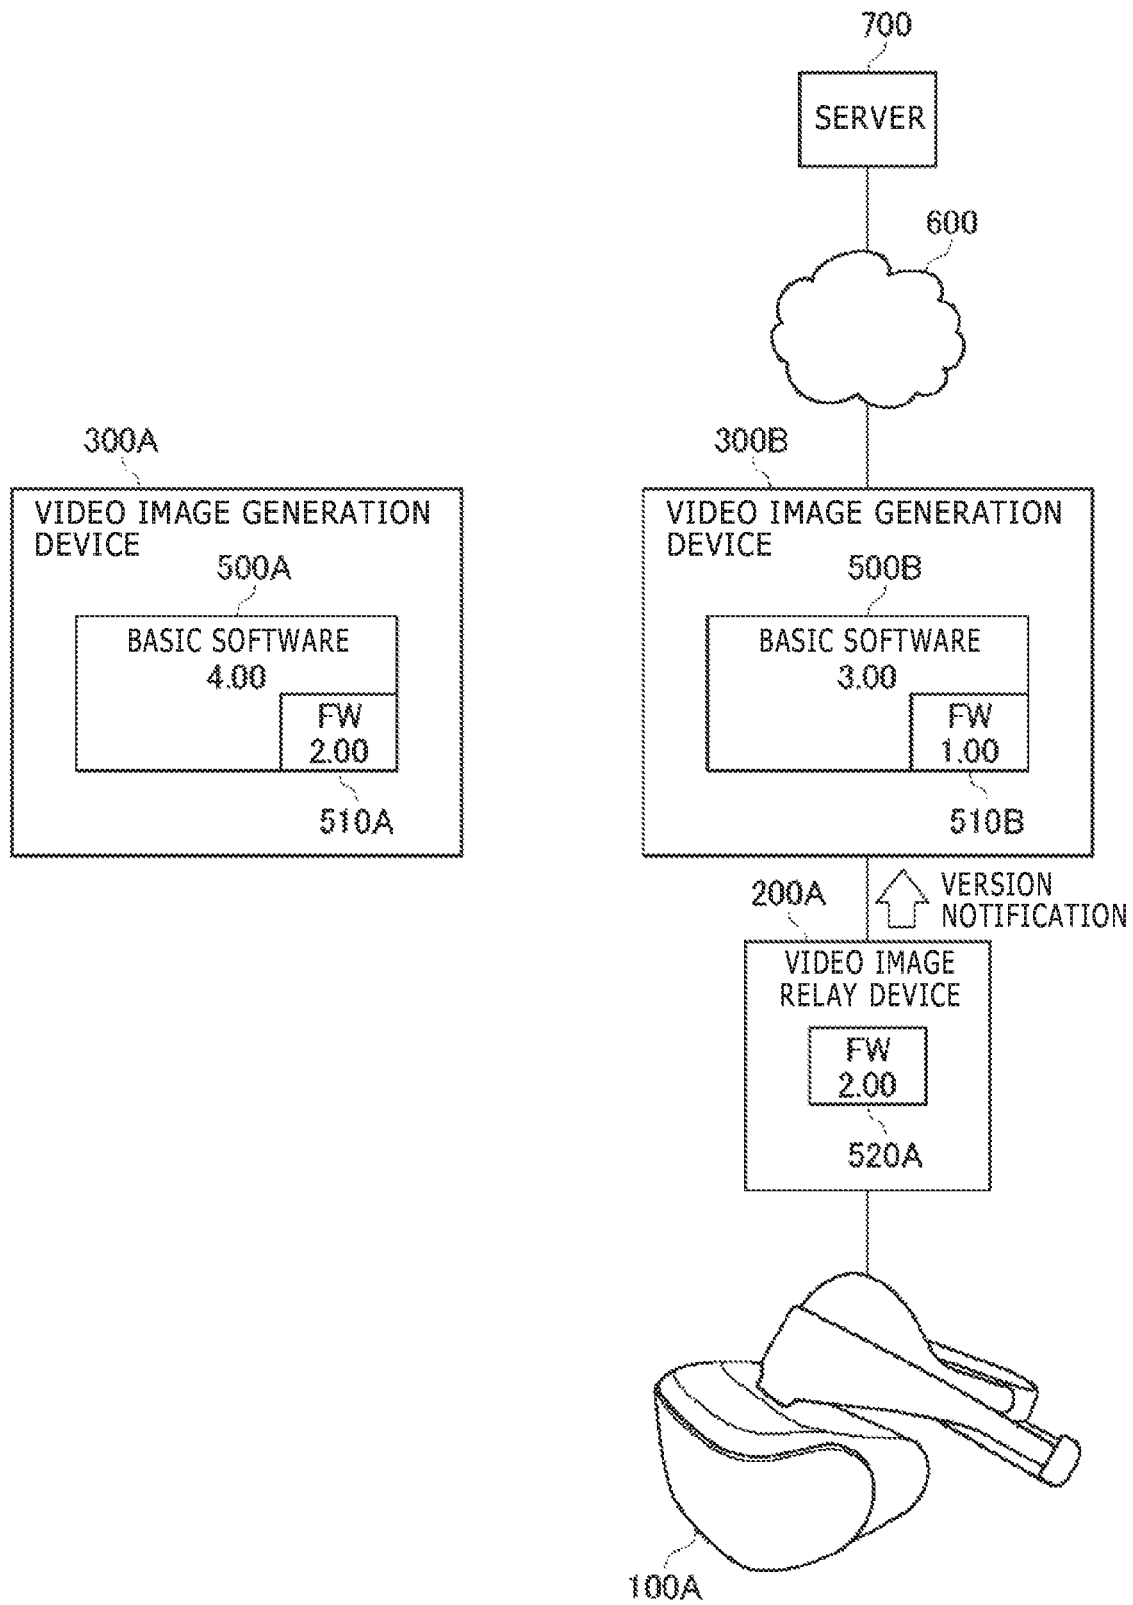 700
SERVER
600
300A
VIDEO IMAGE GENERATION
DEVICE
500A
BASIC SOFTWARE
4.00
FW
2.00
510A
300B
VIDEO IMAGE GENERATION
DEVICE
500B
BASIC SOFTWARE
3.00
FW
1.00
510B
VERSION
NOTIFICATION
200A
VIDEO IMAGE
RELAY DEVICE
FW
2.00
520A
100A